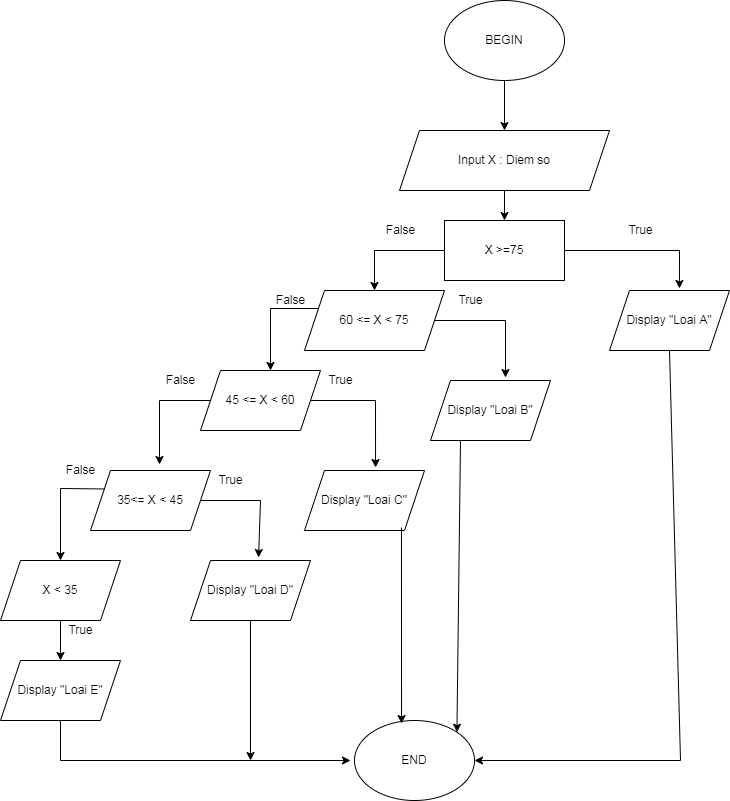 BEGIN
Input X : Diem so
False
True
X >=75
False
True
60 <= X < 75
Display "Loai A"
False
True
45 <= X < 60
Display "Loai B"
False
True
35<= X < 45
Display "Loai C"
X < 35
Display "Loai D"
True
Display "Loai E"
END